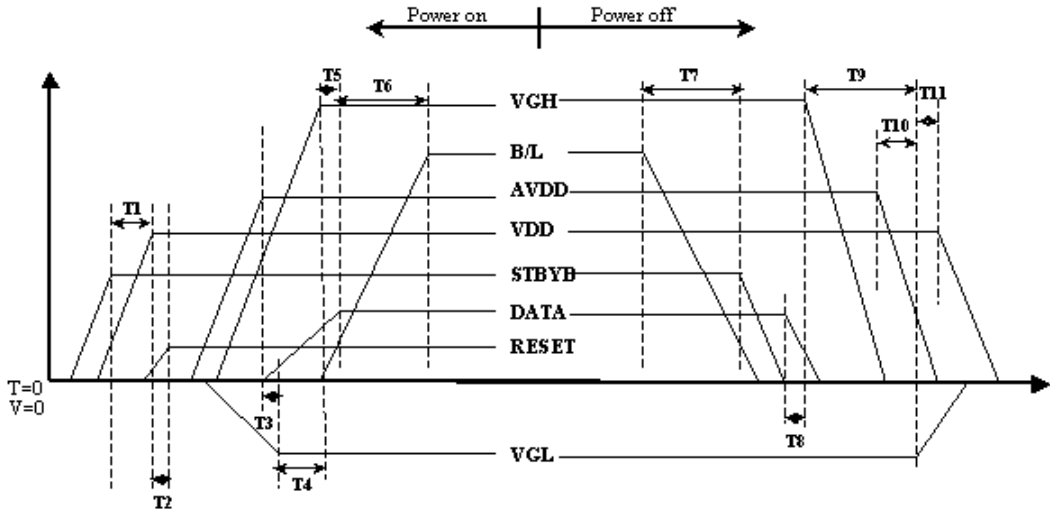 Power on
Power off
T5
T6
T7
T9
T11
VGH
T10
B/L
AVDD
T1
VDD
STBYB
DATA
RESET
T=0
V=0
T3
T8
VGL
T4
T2